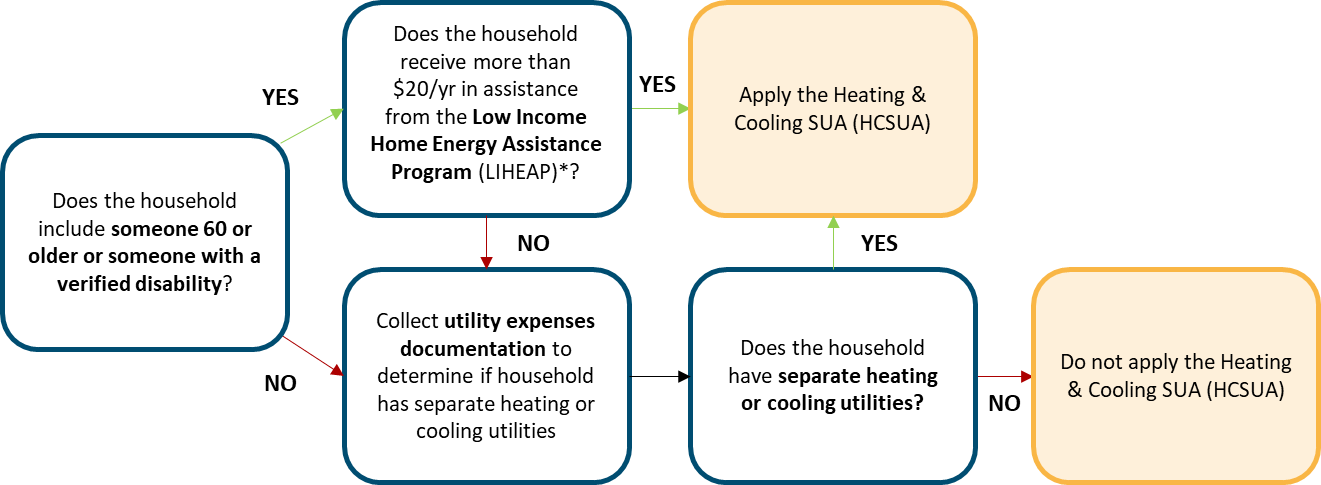 Does the household
include someone 60 or
older or someone with a
verified disability?
YES
NO
Does the household
receive more than
$20/yr in assistance
from the Low Income
Home Energy Assistance
Program (LIHEAP)*?
YES
NO
Apply the Heating &
Cooling SUA (HCSUA)
Collect utility expenses
documentation to
determine if household
has separate heating or
cooling utilities
Does the household
have separate heating
or cooling utilities?
YES
NO
Do not apply the Heating
& Cooling SUA (HCSUA)